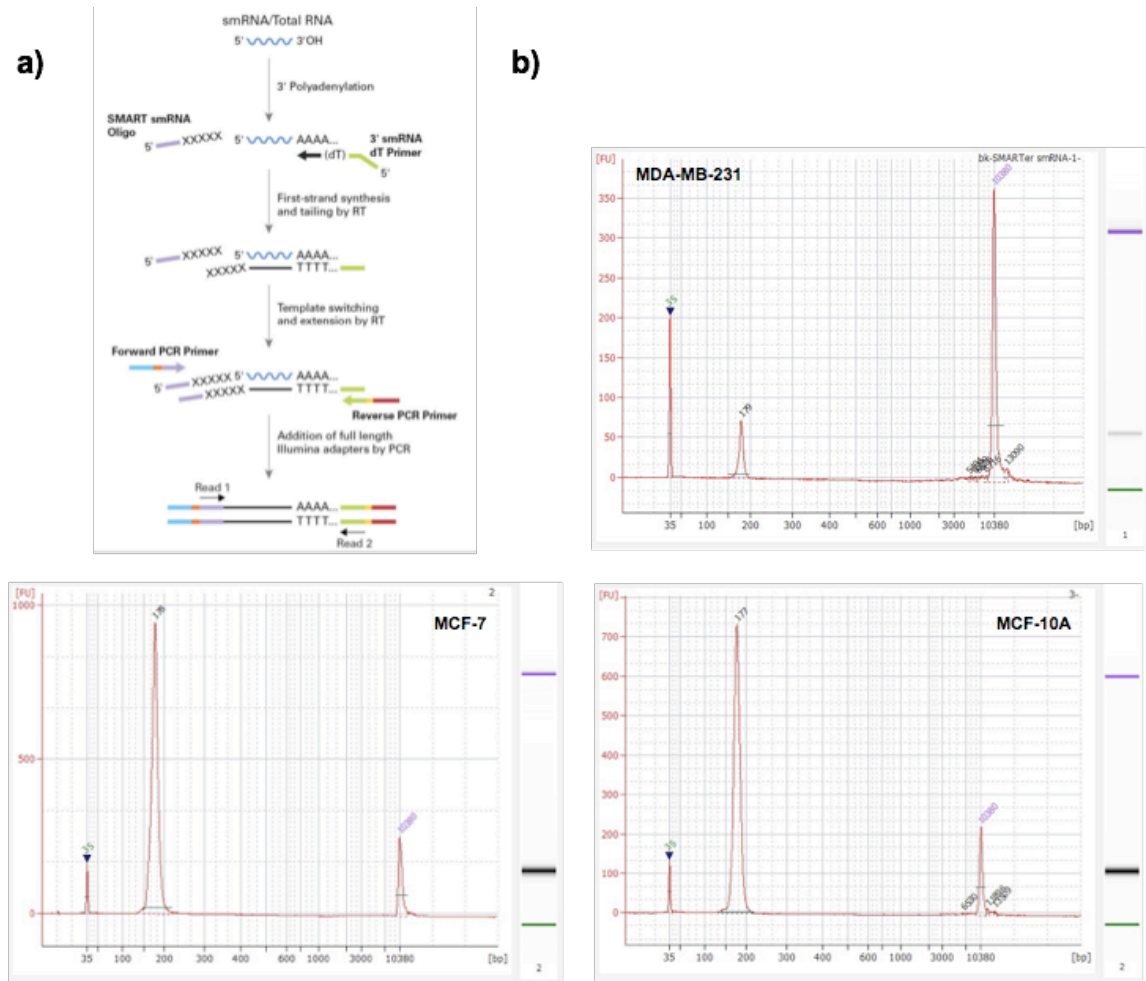 a)
smRNA/Total RNA
5' 3'OH
3' Polyadenylation
SMART smRNA
Oligo
5' XXXXX 5' AAAA...
(dT)
3' smRNA
dT Primer
5'
First-strand synthesis
and tailing by RT
5' XXXXX AAAA...
XXXXX TTTT...
Template switching
and extension by RT
Forward PCR Primer
5' XXXXX 5' AAAA...
XXXXX TTTT...
Reverse PCR Primer
Addition of full length
Illumina adapters by PCR
Read 1
AAAA...
TTTT...
Read 2
b)
bk-SMARTer smRNA-1-
[FU]
MDA-MB-231
10380
350
300
250
200
150
100
50
0
35
179
13090
35 100 200 300 400 600 1000 3000 10380 [bp]
1
[FU]
2
1000
MCF-7
500
0
35
10380
35 100 200 300 400 600 1000 3000 10380 [bp]
2
[FU]
3-
MCF-10A
700
600
500
400
300
200
100
0
35
177
10380
6530
35 100 200 300 400 600 1000 3000 10380 [bp]
2